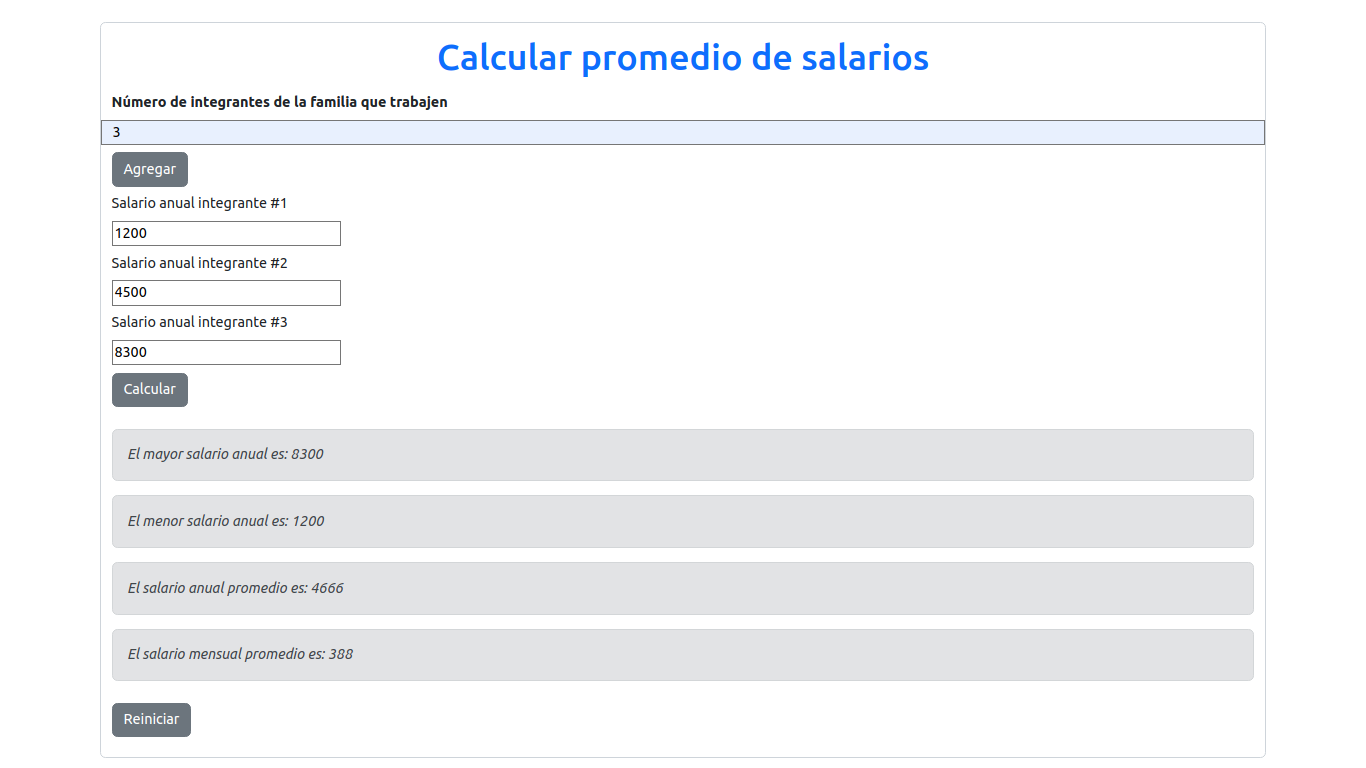 Calcular promedio de salarios
Número de integrantes de la familia que trabajen
3
Agregar
Salario anual integrante #1
1200
Salario anual integrante #2
4500
Salario anual integrante #3
8300
Calcular
El mayor salario anual es: 8300
El menor salario anual es: 1200
El salario anual promedio es: 4666
El salario mensual promedio es: 388
Reiniciar